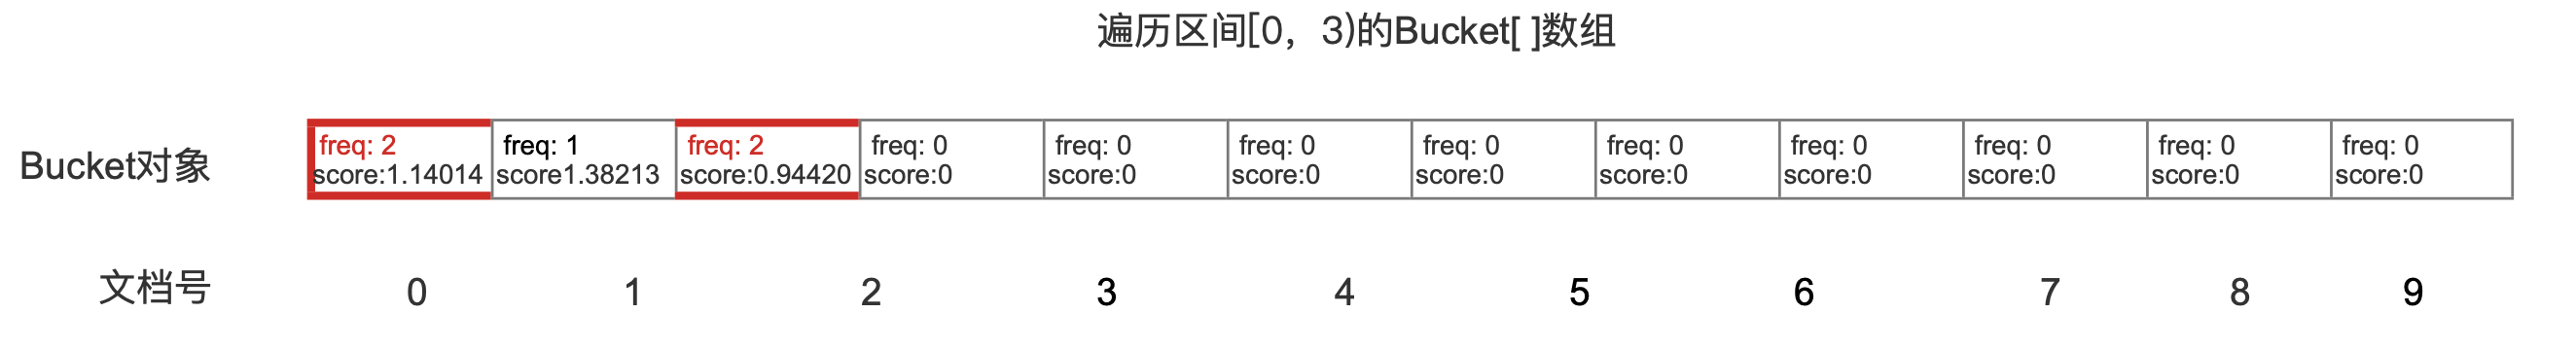 遍历区间[0，3)的Bucket[ ]数组
Bucket对象
freq: 2 freq: 1 freq: 2 freq: 0 freq: 0 freq: 0 freq: 0 freq: 0 freq: 0 freq: 0 freq: 0 freq: 0
score:1.14014 score1.38213 score:0.94420 score:0 score:0 score:0 score:0 score:0 score:0 score:0 score:0 score:0
文档号 0 1 2 3 4 5 6 7 8 9